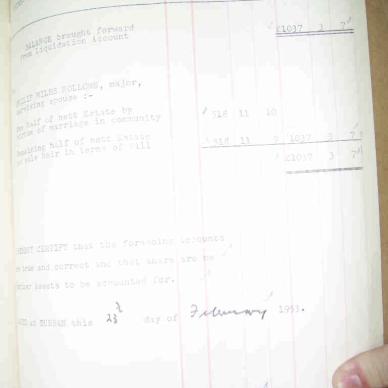 BALANCE brought forward
from Liquidation Account £1037 3 7
PHILIP MILES HOLLOWS, major,
surviving spouse :-
One half of nett Estate by
virtue of marriage in community 518 11 10
Remaining half of nett Estate
as sole heir in terms of Will 518 11 9 1037 3 7
£1037 3 7
CERTIFY that the foregoing accounts
are true and correct and that there are no
other assets to be accounted for.
at DURBAN this 23 day of February 1953.